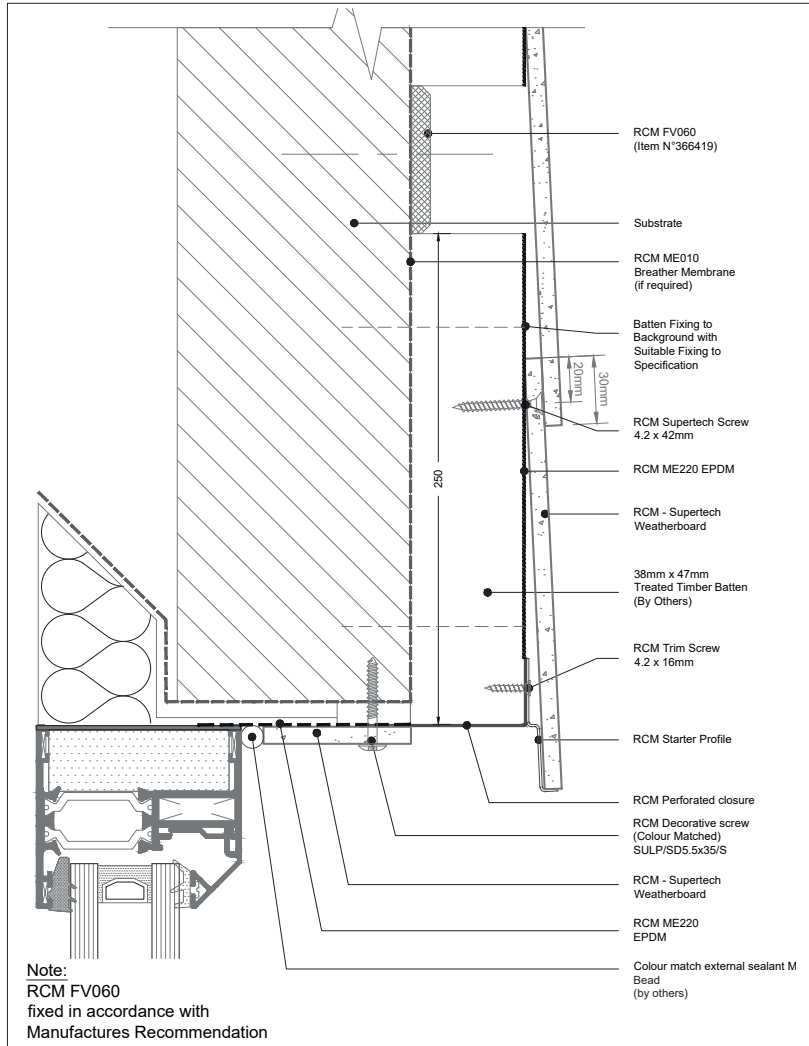 RCM FV060
(Item N°366419)
Substrate
RCM ME010
Breather Membrane
(if required)
Batten Fixing to
Background with
Suitable Fixing to
Specification
20mm
30mm
RCM Supertech Screw
4.2 x 42mm
250
RCM ME220 EPDM
RCM - Supertech
Weatherboard
38mm x 47mm
Treated Timber Batten
(By Others)
RCM Trim Screw
4.2 x 16mm
RCM Starter Profile
RCM Perforated closure
RCM Decorative screw
(Colour Matched)
SULP/SD5.5x35/S
RCM - Supertech
Weatherboard
RCM ME220
EPDM
Colour match external sealant M
Bead
(by others)
Note:
RCM FV060
fixed in accordance with
Manufactures Recommendation